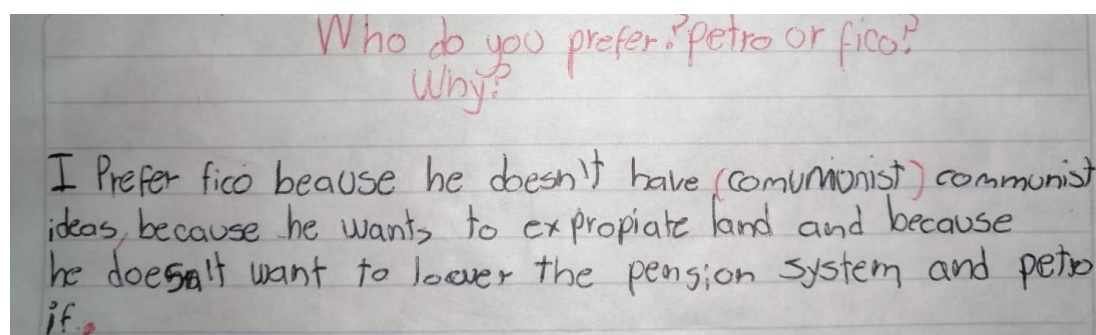 Who do you prefer? petro or fico?
Why?
I Prefer fico beause he doesn't have (comumonist) communist
ideas, because he wants to expropiate land and because
he doesn't want to lower the pension system and petro
if.